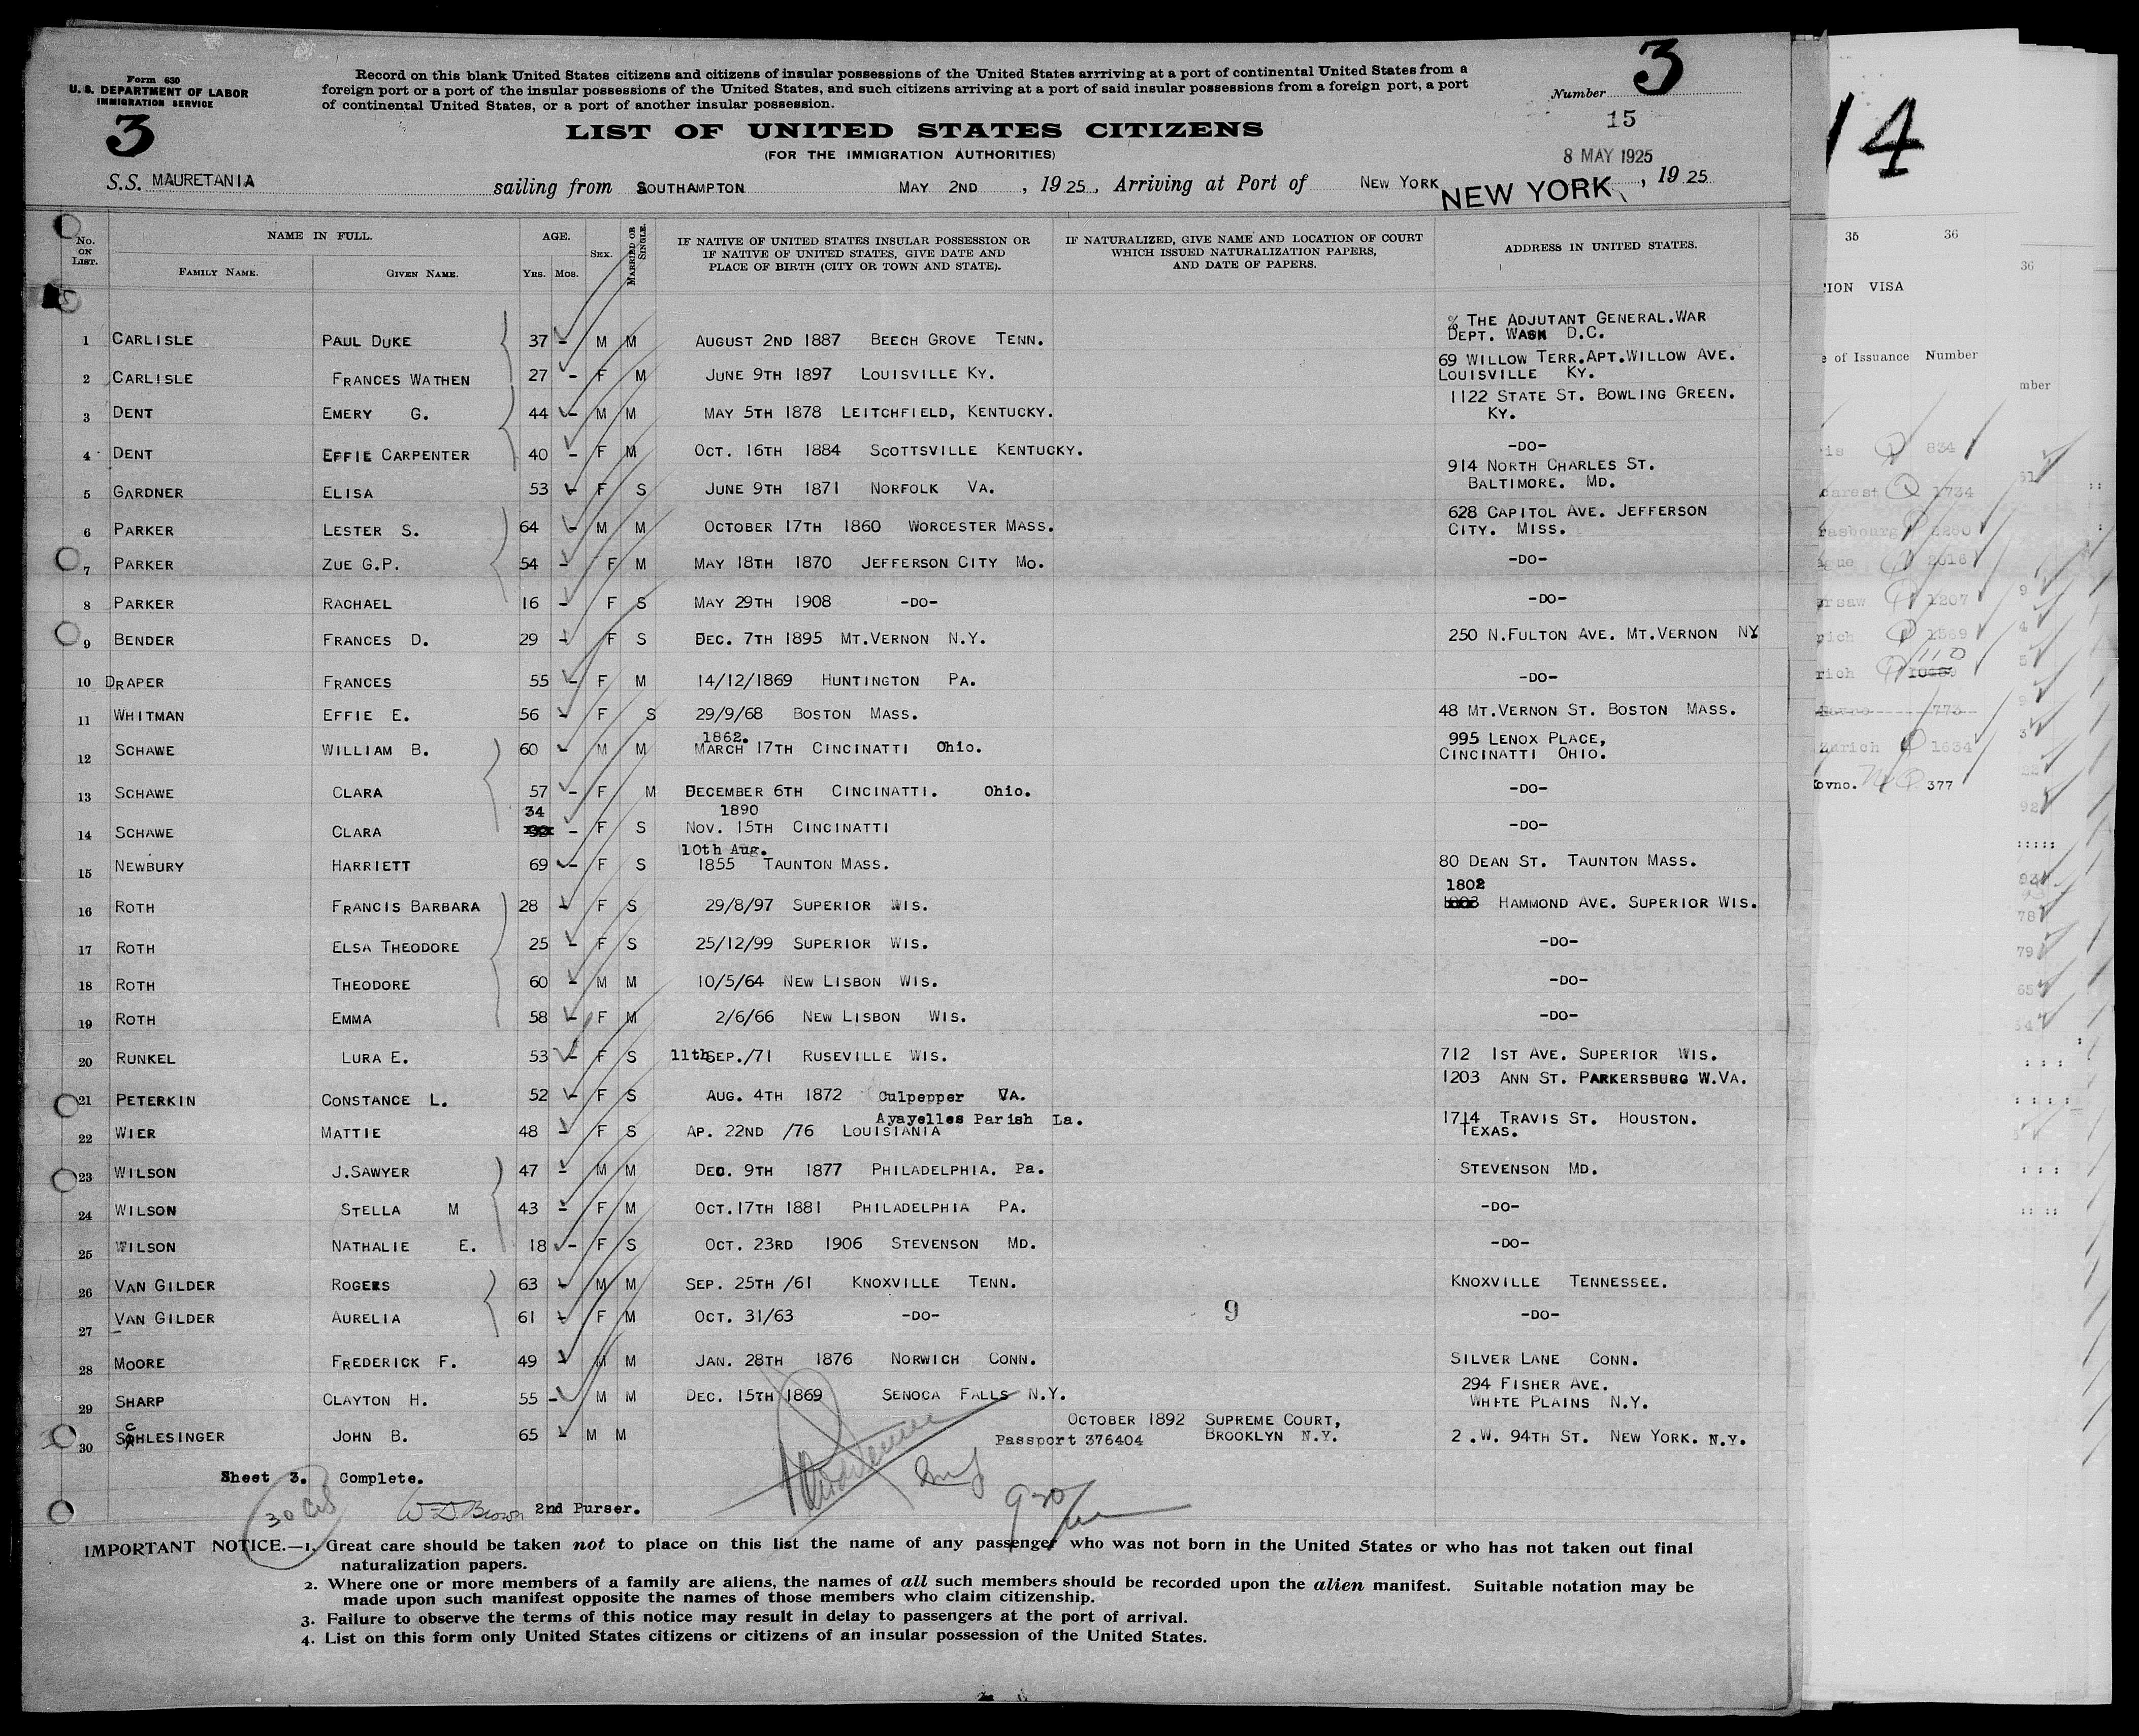 Form 630
U. S. DEPARTMENT OF LABOR
IMMIGRATION SERVICE
3
Record on this blank United States citizens and citizens of insular possessions of the United States arrriving at a port of continental United States from a
foreign port or a port of the insular possessions of the United States, and such citizens arriving at a port of said insular possessions from a foreign port, a port
of continental United States, or a port of another insular possession.
Number 3
15
LIST OF UNITED STATES CITIZENS
(FOR THE IMMIGRATION AUTHORITIES)
8 MAY 1925
S.S. MAURETANIA sailing from SOUTHAMPTON MAY 2ND , 1925, Arriving at Port of NEW YORK NEW YORK , 1925
No. ON LIST. NAME IN FULL. FAMILY NAME. GIVEN NAME. AGE. YRS. MOS. SEX. MARRIED OR SINGLE. IF NATIVE OF UNITED STATES INSULAR POSSESSION OR IF NATIVE OF UNITED STATES, GIVE DATE AND PLACE OF BIRTH (CITY OR TOWN AND STATE). IF NATURALIZED, GIVE NAME AND LOCATION OF COURT WHICH ISSUED NATURALIZATION PAPERS, AND DATE OF PAPERS. ADDRESS IN UNITED STATES.
1 CARLISLE PAUL DUKE 37 - M M AUGUST 2ND 1887 BEECH GROVE TENN. % THE ADJUTANT GENERAL.WAR DEPT. WASH D.C.
2 CARLISLE FRANCES WATHEN 27 - F M JUNE 9TH 1897 LOUISVILLE KY. 69 WILLOW TERR.APT.WILLOW AVE. LOUISVILLE KY.
3 DENT EMERY G. 44 - M M MAY 5TH 1878 LEITCHFIELD, KENTUCKY. 1122 STATE ST. BOWLING GREEN. KY.
4 DENT EFFIE CARPENTER 40 - F M OCT. 16TH 1884 SCOTTSVILLE KENTUCKY. -DO-
5 GARDNER ELISA 53 - F S JUNE 9TH 1871 NORFOLK VA. 914 NORTH CHARLES ST. BALTIMORE. MD.
6 PARKER LESTER S. 64 - M M OCTOBER 17TH 1860 WORCESTER MASS. 628 CAPITOL AVE. JEFFERSON CITY. MISS.
7 PARKER ZUE G.P. 54 - F M MAY 18TH 1870 JEFFERSON CITY MO. -DO-
8 PARKER RACHAEL 16 - F S MAY 29TH 1908 -DO- -DO-
9 BENDER FRANCES D. 29 - F S DEC. 7TH 1895 MT.VERNON N.Y. 250 N.FULTON AVE. MT.VERNON NY
10 DRAPER FRANCES 55 - F M 14/12/1869 HUNTINGTON PA. -DO-
11 WHITMAN EFFIE E. 56 - F S 29/9/68 BOSTON MASS. 48 MT.VERNON ST. BOSTON MASS.
12 SCHAWE WILLIAM B. 60 - M M 1862. MARCH 17TH CINCINATTI Ohio. 995 LENOX PLACE, CINCINATTI OHIO.
13 SCHAWE CLARA 57 - F M DECEMBER 6TH CINCINATTI. Ohio. -DO-
14 SCHAWE CLARA 34 - F S 1890 NOV. 15TH CINCINATTI -DO-
15 NEWBURY HARRIETT 69 - F S 10th Aug. 1855 TAUNTON MASS. 80 DEAN ST. TAUNTON MASS.
16 ROTH FRANCIS BARBARA 28 - F S 29/8/97 SUPERIOR WIS. 1802 HAMMOND AVE. SUPERIOR WIS.
17 ROTH ELSA THEODORE 25 - F S 25/12/99 SUPERIOR WIS. -DO-
18 ROTH THEODORE 60 - M M 10/5/64 NEW LISBON WIS. -DO-
19 ROTH EMMA 58 - F M 2/6/66 NEW LISBON WIS. -DO-
20 RUNKEL LURA E. 53 - F S 11thSEP./71 RUSEVILLE WIS. 712 1ST AVE. SUPERIOR WIS.
21 PETERKIN CONSTANCE L. 52 - F S AUG. 4TH 1872 Culpepper VA. 1203 ANN ST. PARKERSBURG W.VA.
22 WIER MATTIE 48 - F S AP. 22ND /76 LOUISIANIA Ayayelles Parish La. 1714 TRAVIS ST. HOUSTON. TEXAS.
23 WILSON J.SAWYER 47 - M M DEC. 9TH 1877 PHILADELPHIA. Pa. STEVENSON MD.
24 WILSON STELLA M 43 - F M OCT.17TH 1881 PHILADELPHIA PA. -DO-
25 WILSON NATHALIE E. 18 - F S OCT. 23RD 1906 STEVENSON MD. -DO-
26 VAN GILDER ROGERS 63 - M M SEP. 25TH /61 KNOXVILLE TENN. KNOXVILLE TENNESSEE.
27 VAN GILDER AURELIA 61 - F M OCT. 31/63 -DO- 9 -DO-
28 MOORE FREDERICK F. 49 - M M JAN. 28TH 1876 NORWICH CONN. SILVER LANE CONN.
29 SHARP CLAYTON H. 55 - M M DEC. 15TH 1869 SENOCA FALLS N.Y. 294 FISHER AVE. WHITE PLAINS N.Y.
30 SCHLESINGER JOHN B. 65 - M M Passport 376404 OCTOBER 1892 SUPREME COURT, BROOKLYN N.Y. 2 .W. 94TH ST. NEW YORK. N.Y.
Sheet 3. Complete.
W D Brown 2nd Purser.
IMPORTANT NOTICE.—1. Great care should be taken not to place on this list the name of any passenger who was not born in the United States or who has not taken out final
naturalization papers.
2. Where one or more members of a family are aliens, the names of all such members should be recorded upon the alien manifest. Suitable notation may be
made upon such manifest opposite the names of those members who claim citizenship.
3. Failure to observe the terms of this notice may result in delay to passengers at the port of arrival.
4. List on this form only United States citizens or citizens of an insular possession of the United States.
14
35 36
36
VISA
of Issuance Number
834
1734
2280
2016
1207
1569
110
773
Zurich 1634
377